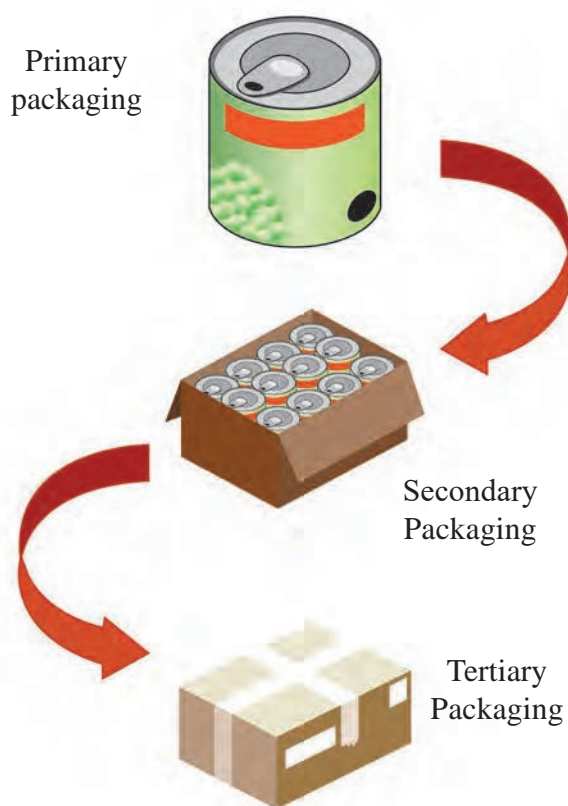 Primary
packaging
Secondary
Packaging
Tertiary
Packaging